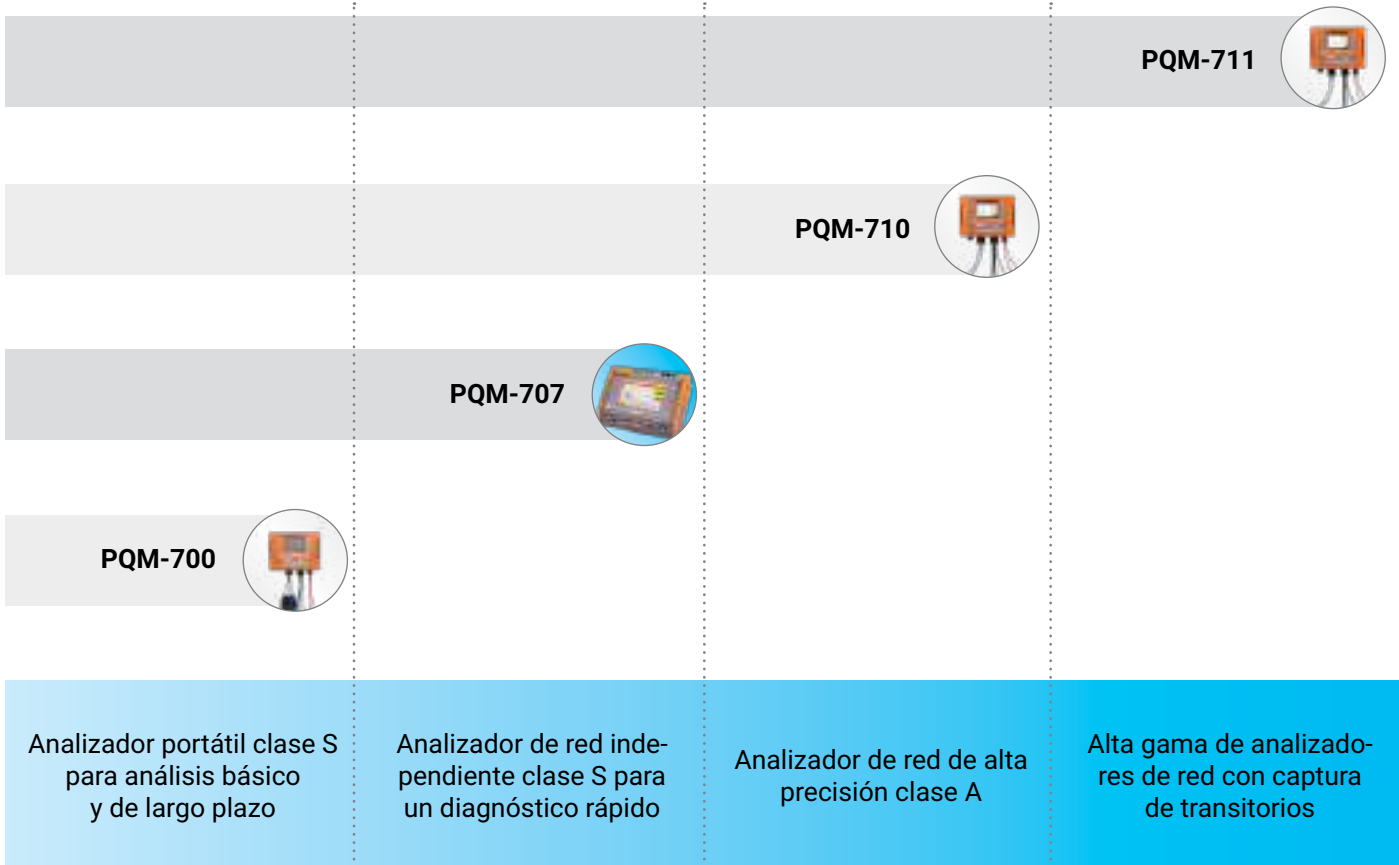 PQM-711
PQM-710
PQM-707
PQM-700
Analizador portátil clase S
para análisis básico
y de largo plazo
Analizador de red inde-
pendiente clase S para
un diagnóstico rápido
Analizador de red de alta
precisión clase A
Alta gama de analizado-
res de red con captura
de transitorios